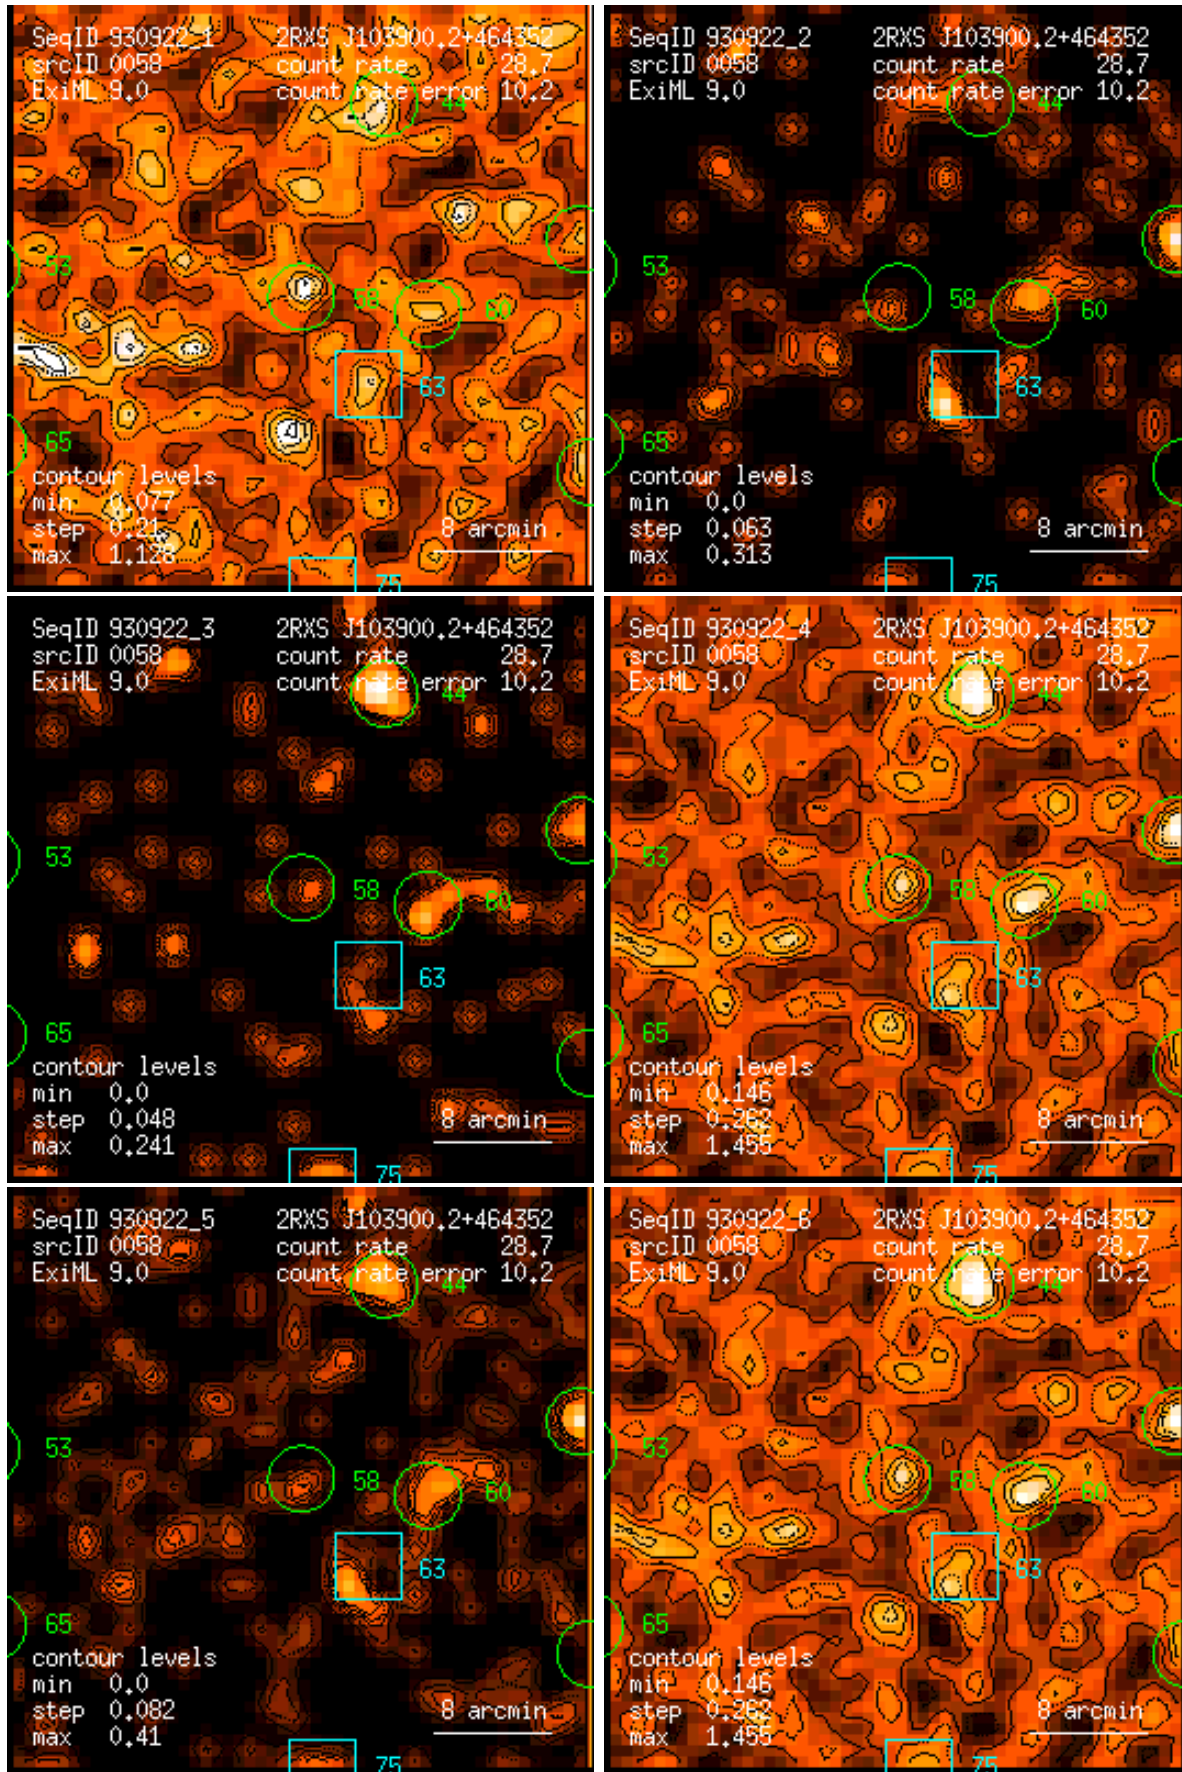 SeqID 930922_1 2RXS J103900.2+464352
srcID 0058 count rate 28.7
ExiML 9.0 count rate error 10.2
44
53
58
60
63
65
contour levels
min 0.077
step 0.21
max 1.128
8 arcmin
75
SeqID 930922_2 2RXS J103900.2+464352
srcID 0058 count rate 28.7
ExiML 9.0 count rate error 10.2
44
53
58
60
63
65
contour levels
min 0.0
step 0.063
max 0.313
8 arcmin
75
SeqID 930922_3 2RXS J103900.2+464352
srcID 0058 count rate 28.7
ExiML 9.0 count rate error 10.2
44
53
58
60
63
65
contour levels
min 0.0
step 0.048
max 0.241
8 arcmin
75
SeqID 930922_4 2RXS J103900.2+464352
srcID 0058 count rate 28.7
ExiML 9.0 count rate error 10.2
44
53
58
60
63
65
contour levels
min 0.146
step 0.262
max 1.455
8 arcmin
75
SeqID 930922_5 2RXS J103900.2+464352
srcID 0058 count rate 28.7
ExiML 9.0 count rate error 10.2
44
53
58
60
63
65
contour levels
min 0.0
step 0.082
max 0.41
8 arcmin
75
SeqID 930922_6 2RXS J103900.2+464352
srcID 0058 count rate 28.7
ExiML 9.0 count rate error 10.2
44
53
58
60
63
65
contour levels
min 0.146
step 0.262
max 1.455
8 arcmin
75